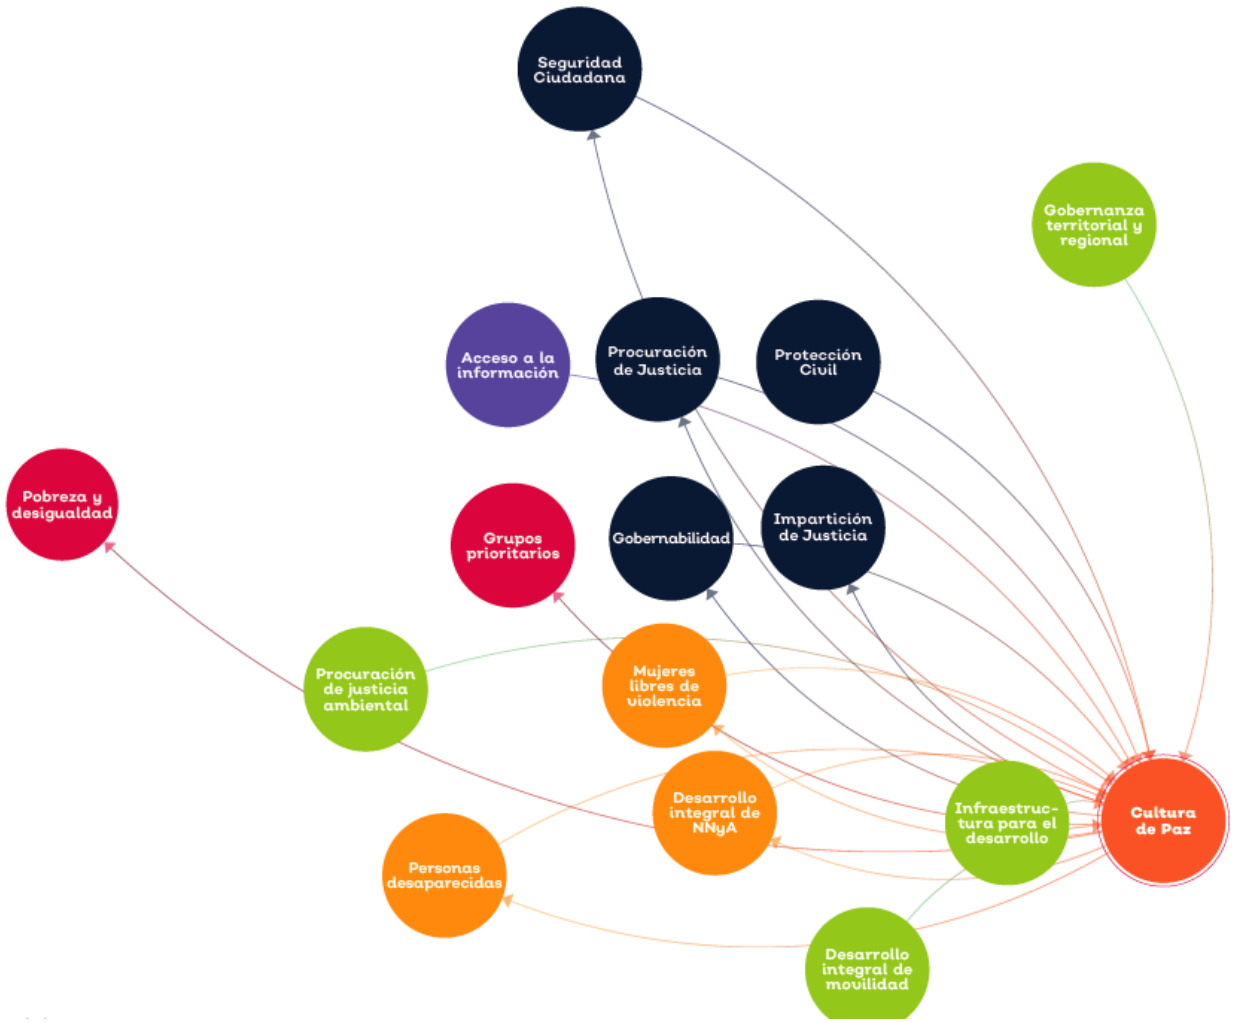 Seguridad
Ciudadana
Gobernanza
territorial y
regional
Acceso a la
información
Procuración
de Justicia
Protección
Civil
Pobreza y
desigualdad
Grupos
prioritarios
Gobernabilidad
Impartición
de Justicia
Procuración
de justicia
ambiental
Mujeres
libres de
violencia
Desarrollo
integral de
NNyA
Infraestruc-
tura para el
desarrollo
Cultura
de Paz
Personas
desaparecidas
Desarrollo
integral de
movilidad